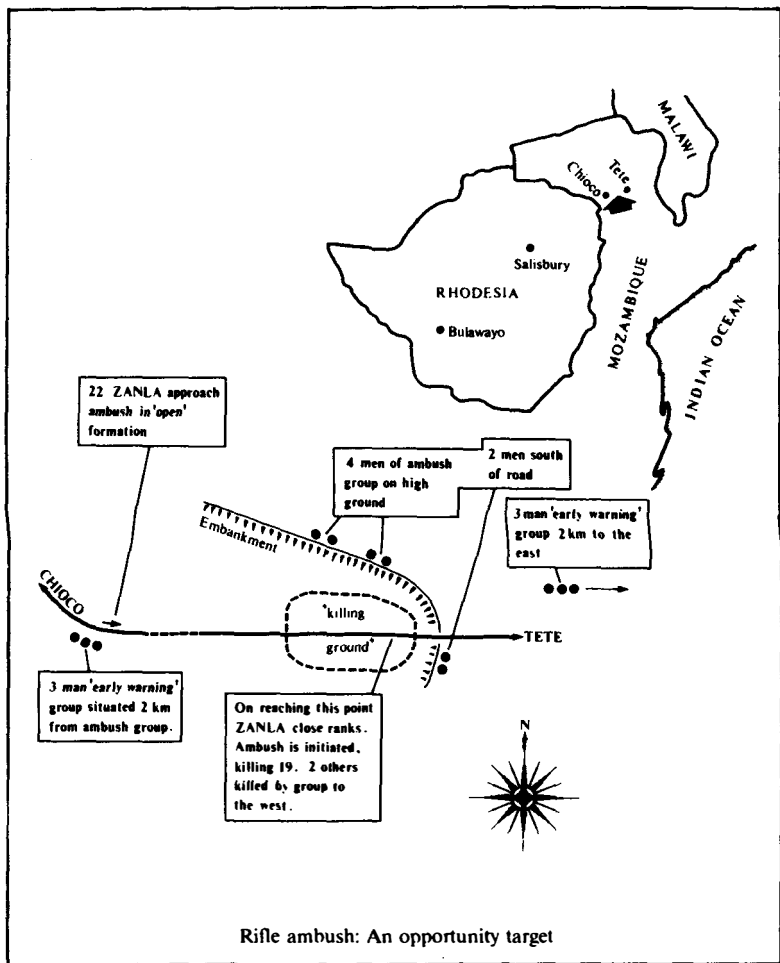 MALAWI
Chioco
Tete
Salisbury
RHODESIA
Bulawayo
MOZAMBIQUE
INDIAN OCEAN
22 ZANLA approach
ambush in 'open'
formation
4 men of ambush
group on high
ground
2 men south
of road
3 man 'early warning'
group 2 km to the
east
Embankment
CHIOCO
'killing
ground'
TETE
3 man 'early warning'
group situated 2 km
from ambush group.
On reaching this point
ZANLA close ranks.
Ambush is initiated,
killing 19. 2 others
killed by group to
the west.
N
Rifle ambush: An opportunity target